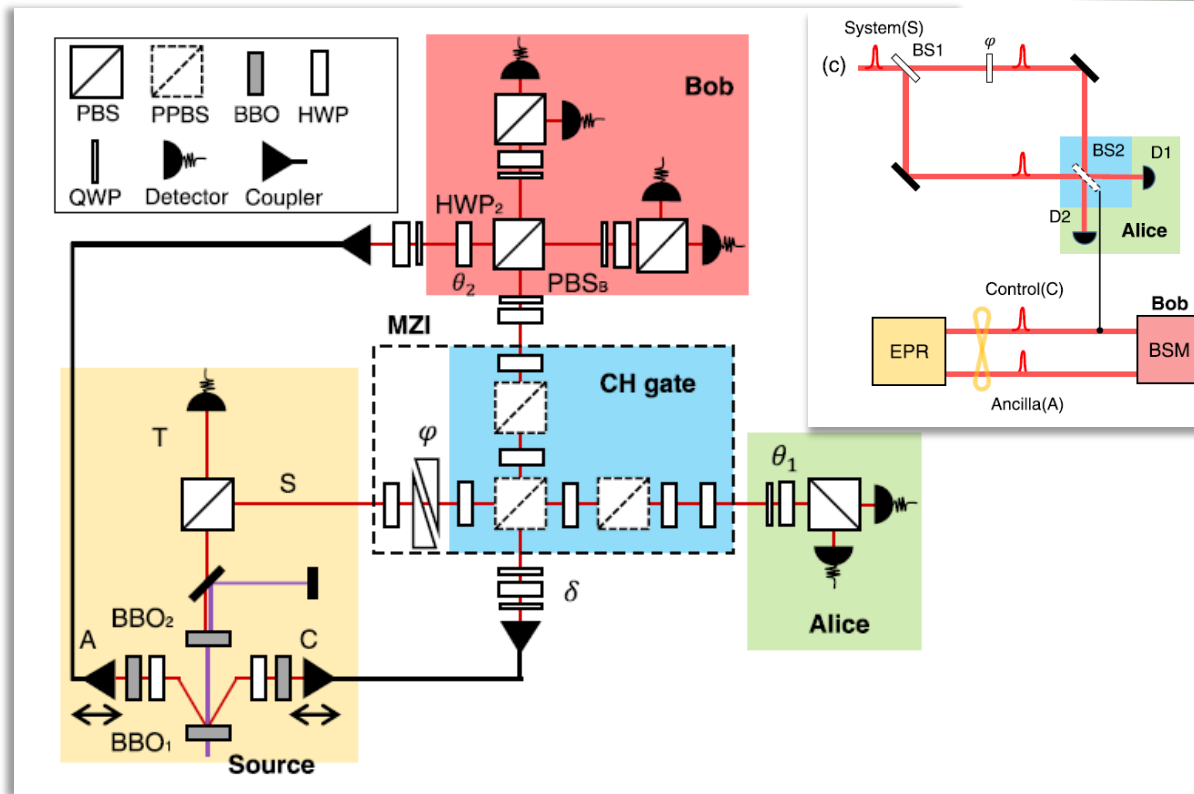 PBS PPBS BBO HWP
QWP Detector Coupler
Bob
HWP₂
θ₂
PBS_B
MZI
CH gate
φ
T
S
θ₁
δ
Alice
BBO₂
A
C
BBO₁
Source
System(S)
BS1
φ
(c)
BS2
D1
D2
Alice
Control(C)
Bob
EPR
BSM
Ancilla(A)